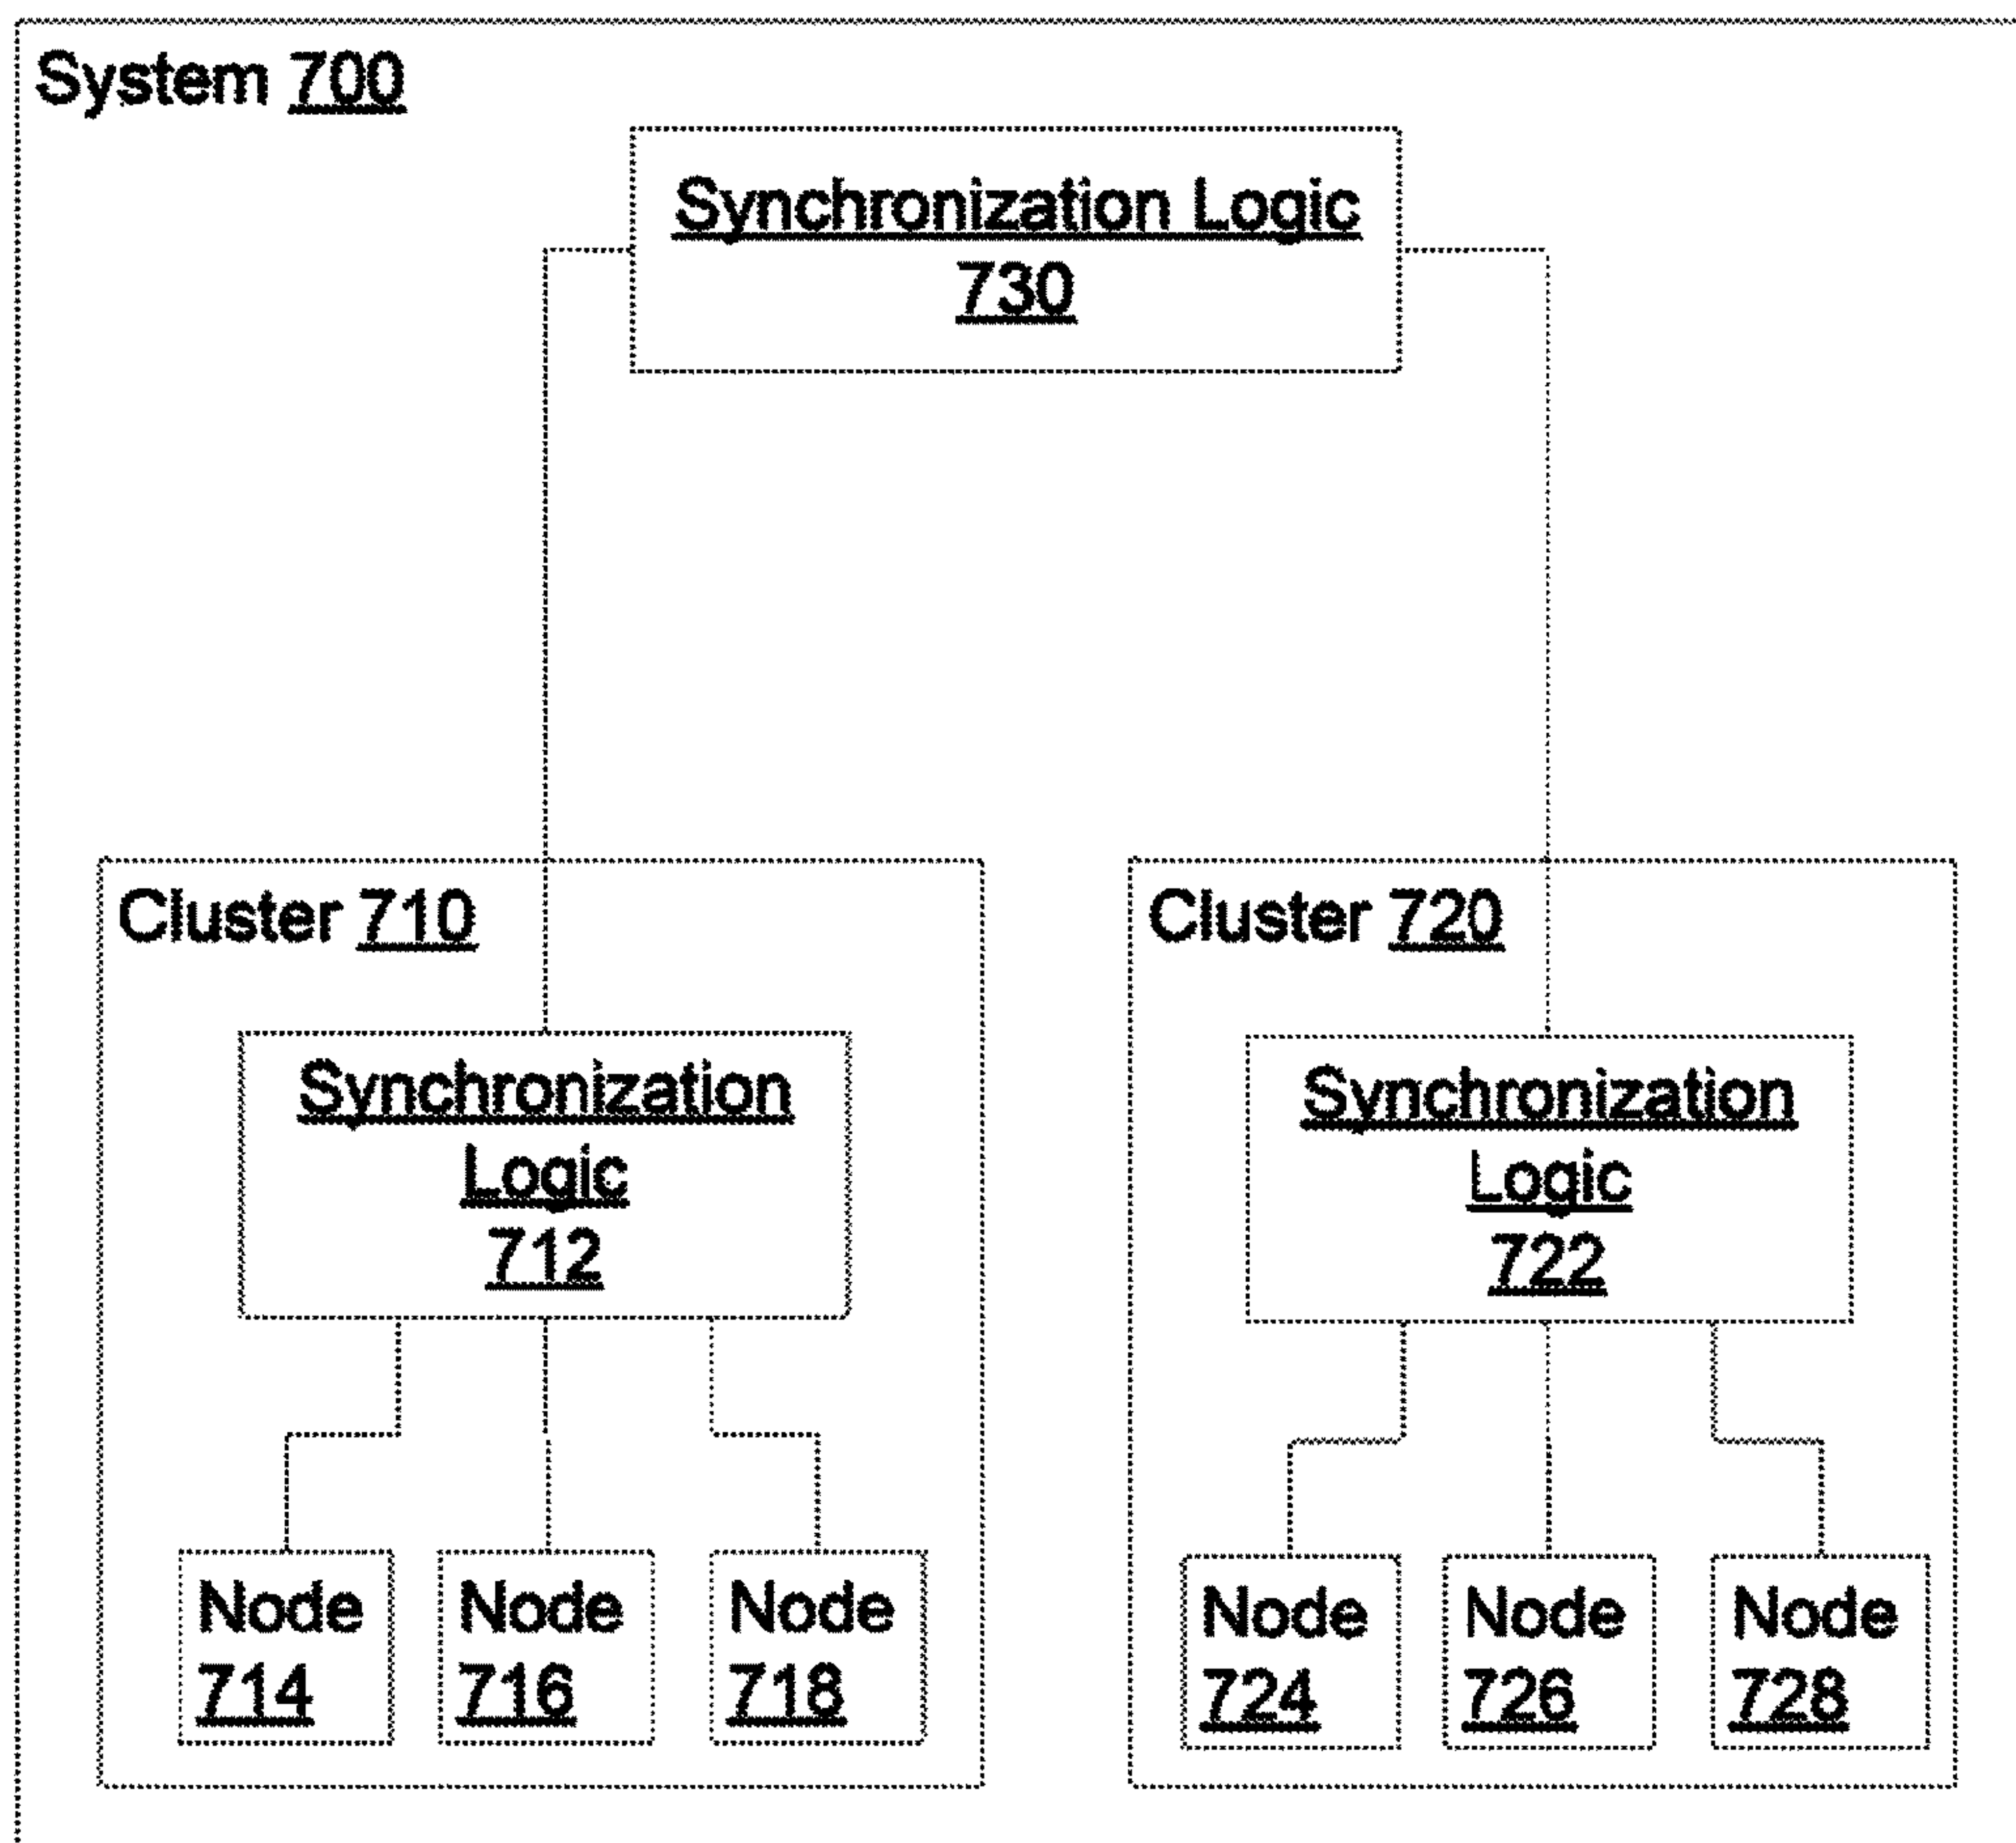 System 700
Synchronization Logic
730
Cluster 710
Synchronization
Logic
712
Node
714
Node
716
Node
718
Cluster 720
Synchronization
Logic
722
Node
724
Node
726
Node
728